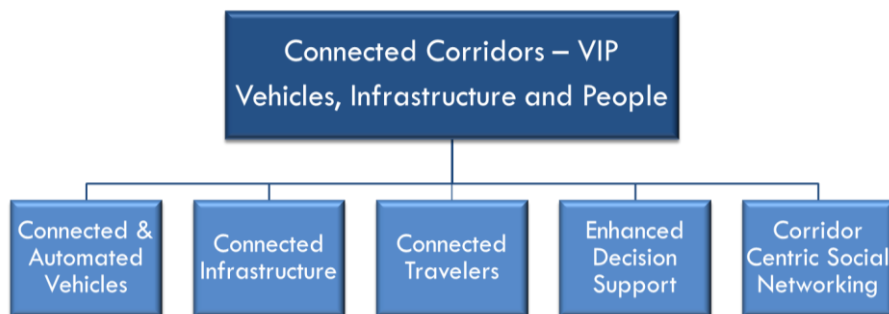 Connected Corridors – VIP
Vehicles, Infrastructure and People
Connected &
Automated
Vehicles
Connected
Infrastructure
Connected
Travelers
Enhanced
Decision
Support
Corridor
Centric Social
Networking